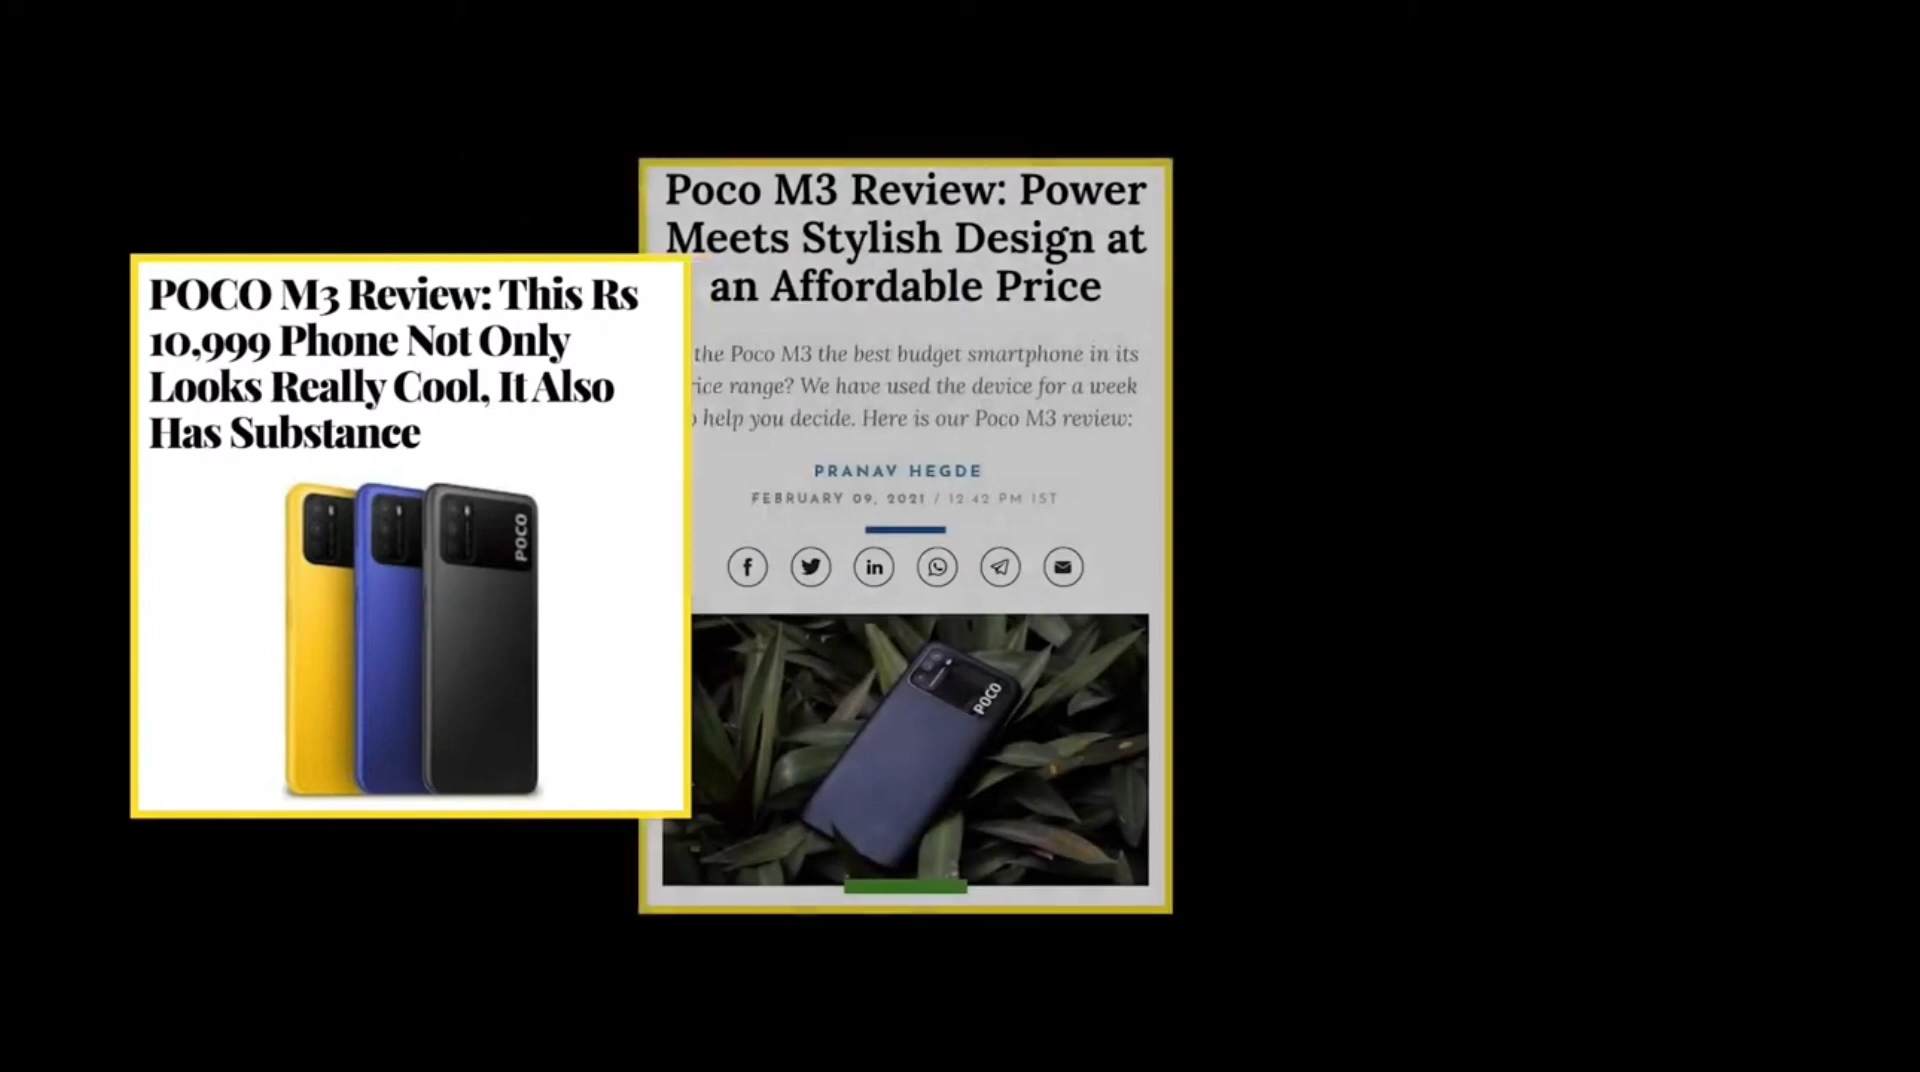 POCO M3 Review: This Rs
10,999 Phone Not Only
Looks Really Cool, It Also
Has Substance
POCO
Poco M3 Review: Power
Meets Stylish Design at
an Affordable Price
the Poco M3 the best budget smartphone in its
range? We have used the device for a week
help you decide. Here is our Poco M3 review:
PRANAV HEGDE
FEBRUARY 09, 2021 / 12:42 PM IST
POCO